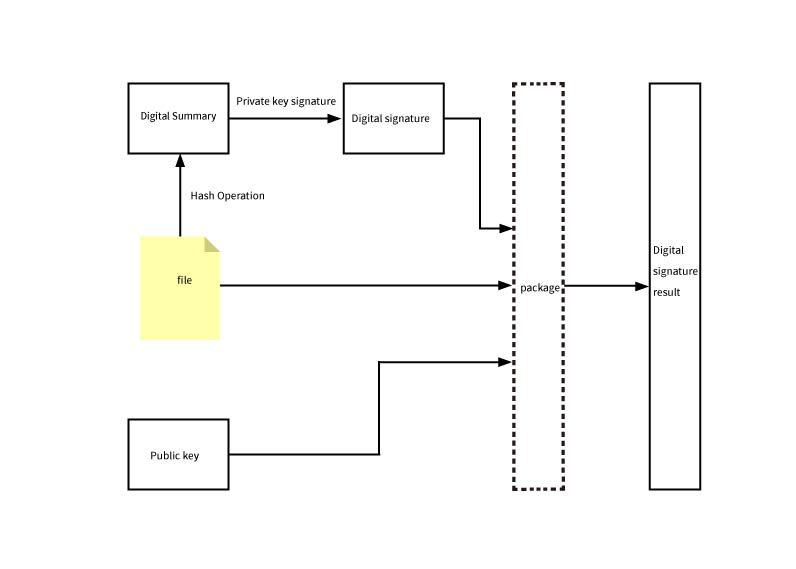 Private key signature
Digital Summary
Digital signature
Hash Operation
Digital
signature
result
file
package
Public key